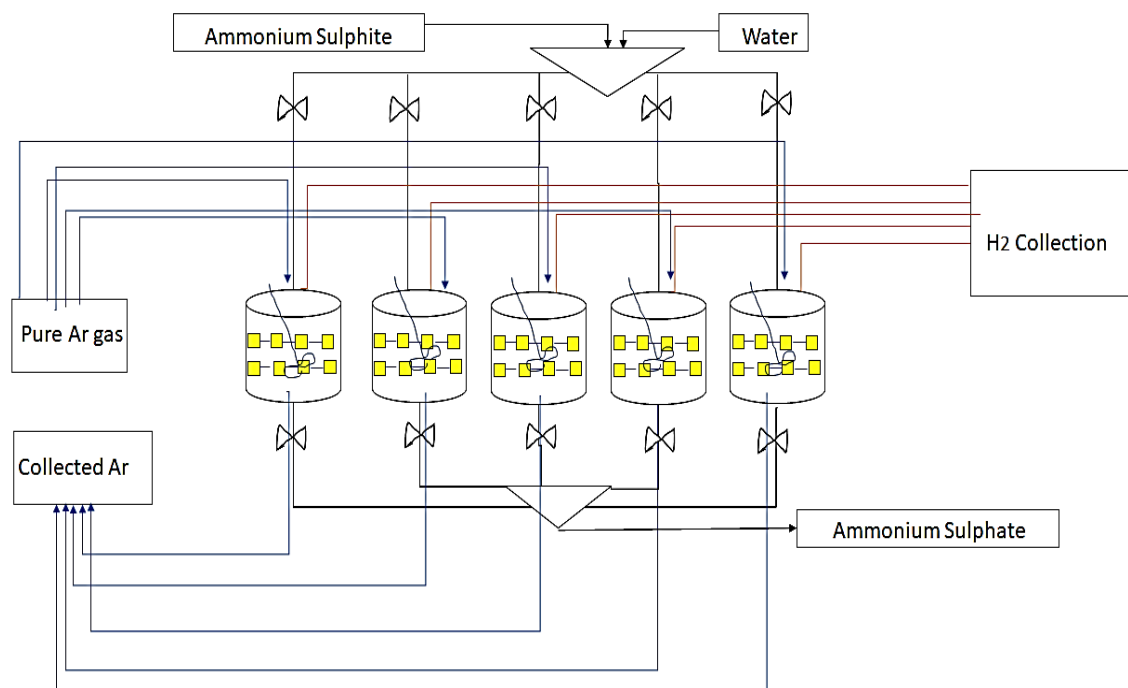 Ammonium Sulphite
Water
H2 Collection
Pure Ar gas
Collected Ar
Ammonium Sulphate